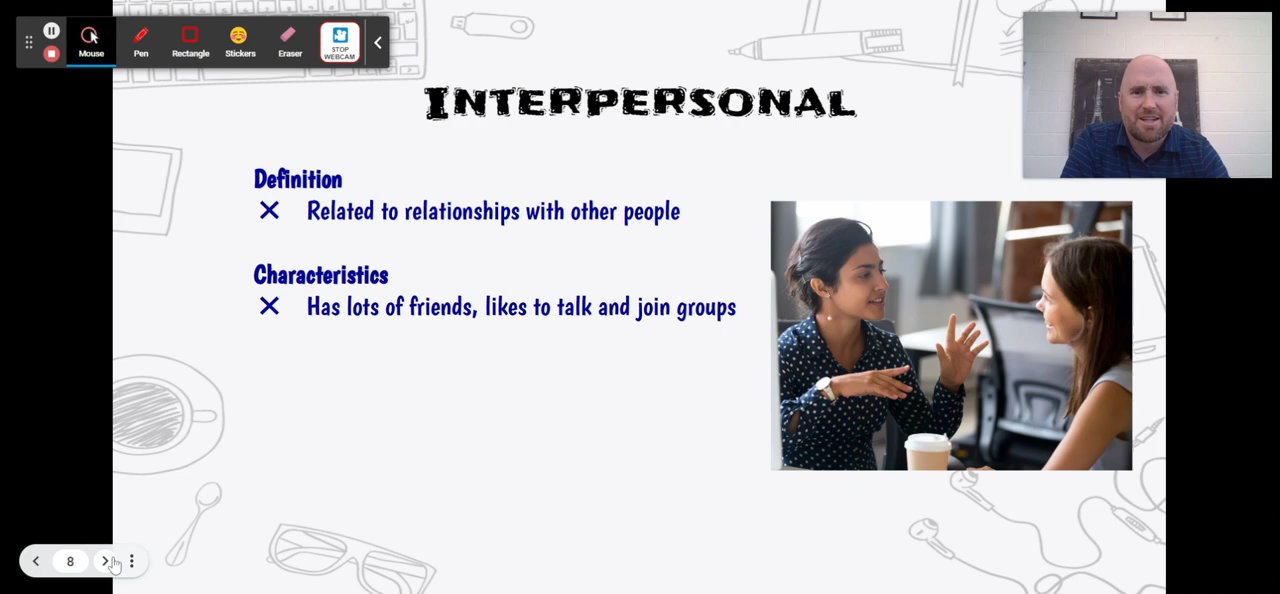 Mouse
Pen
Rectangle
Stickers
Eraser
STOP
WEBCAM
INTERPERSONAL
Definition
Related to relationships with other people
Characteristics
Has lots of friends, likes to talk and join groups
8